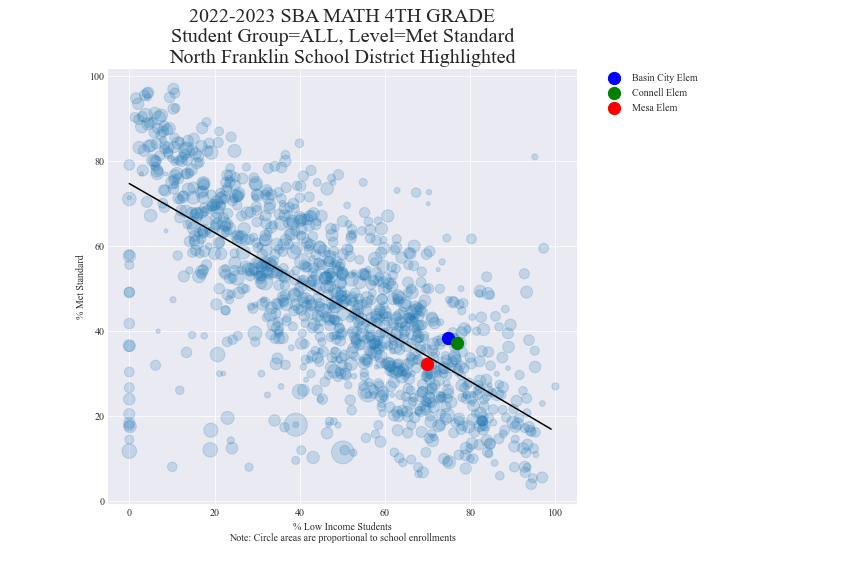 2022-2023 SBA MATH 4TH GRADE
Student Group=ALL, Level=Met Standard
North Franklin School District Highlighted
Basin City Elem
Connell Elem
Mesa Elem
% Met Standard
100
80
60
40
20
0
0 20 40 60 80 100
% Low Income Students
Note: Circle areas are proportional to school enrollments